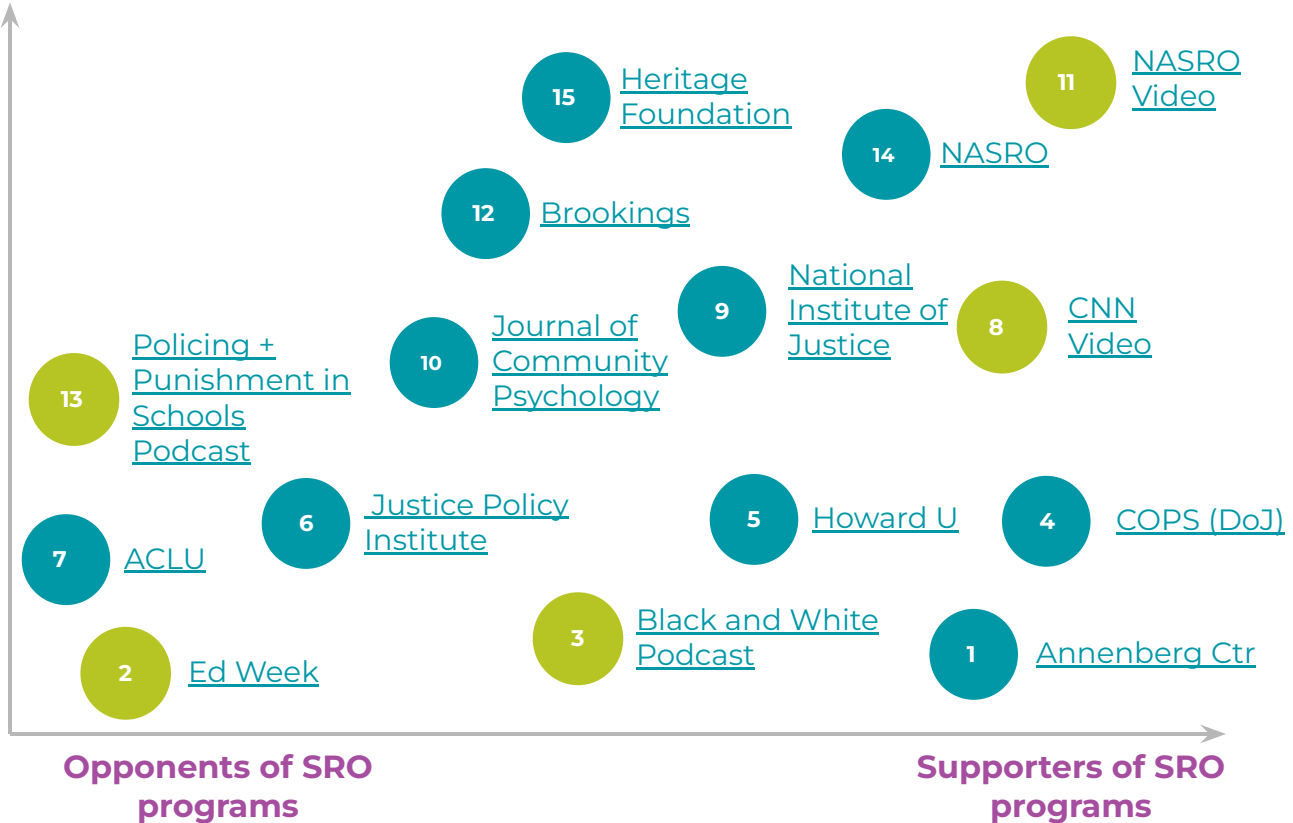 11
NASRO
Video
15
Heritage
Foundation
14
NASRO
12
Brookings
9
National
Institute of
Justice
8
CNN
Video
10
Journal of
Community
Psychology
13
Policing +
Punishment in
Schools
Podcast
6
Justice Policy
Institute
5
Howard U
4
COPS (DoJ)
7
ACLU
3
Black and White
Podcast
1
Annenberg Ctr
2
Ed Week
Opponents of SRO
programs
Supporters of SRO
programs